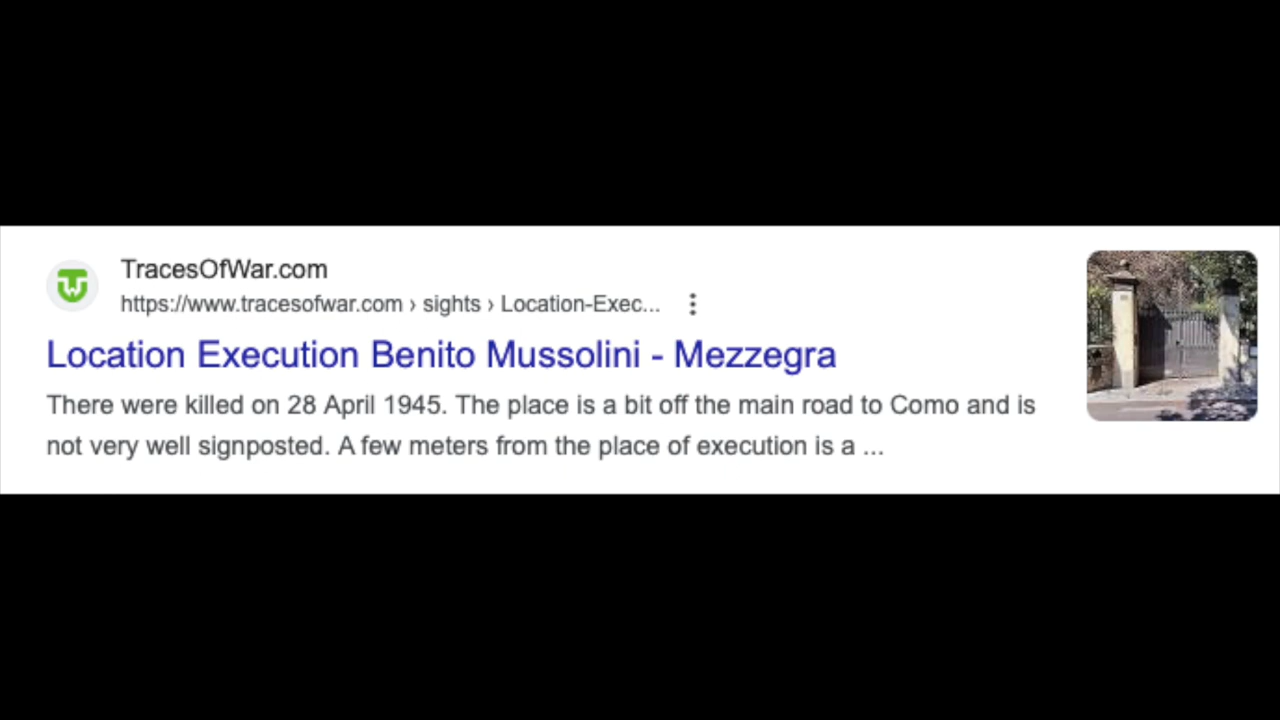 TracesOfWar.com
https://www.tracesofwar.com › sights › Location-Exec...
Location Execution Benito Mussolini - Mezzegra
There were killed on 28 April 1945. The place is a bit off the main road to Como and is
not very well signposted. A few meters from the place of execution is a ...